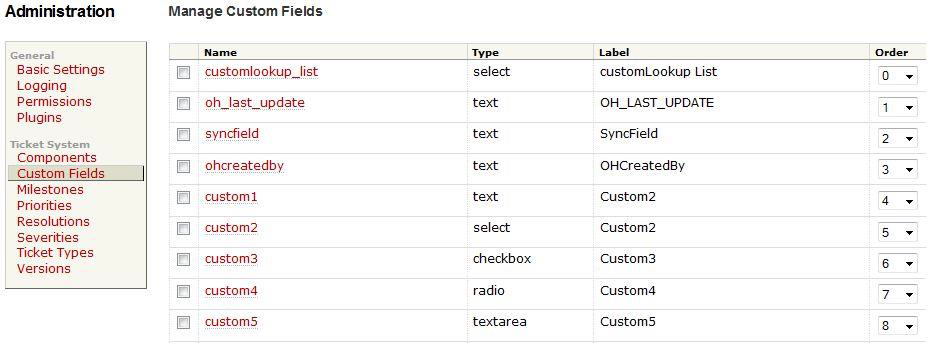 Administration
Manage Custom Fields
General
Basic Settings
Logging
Permissions
Plugins
Ticket System
Components
Custom Fields
Milestones
Priorities
Resolutions
Severities
Ticket Types
Versions
Name Type Label Order
customlookup_list select customLookup List 0
oh_last_update text OH_LAST_UPDATE 1
syncfield text SyncField 2
ohcreatedby text OHCreatedBy 3
custom1 text Custom2 4
custom2 select Custom2 5
custom3 checkbox Custom3 6
custom4 radio Custom4 7
custom5 textarea Custom5 8